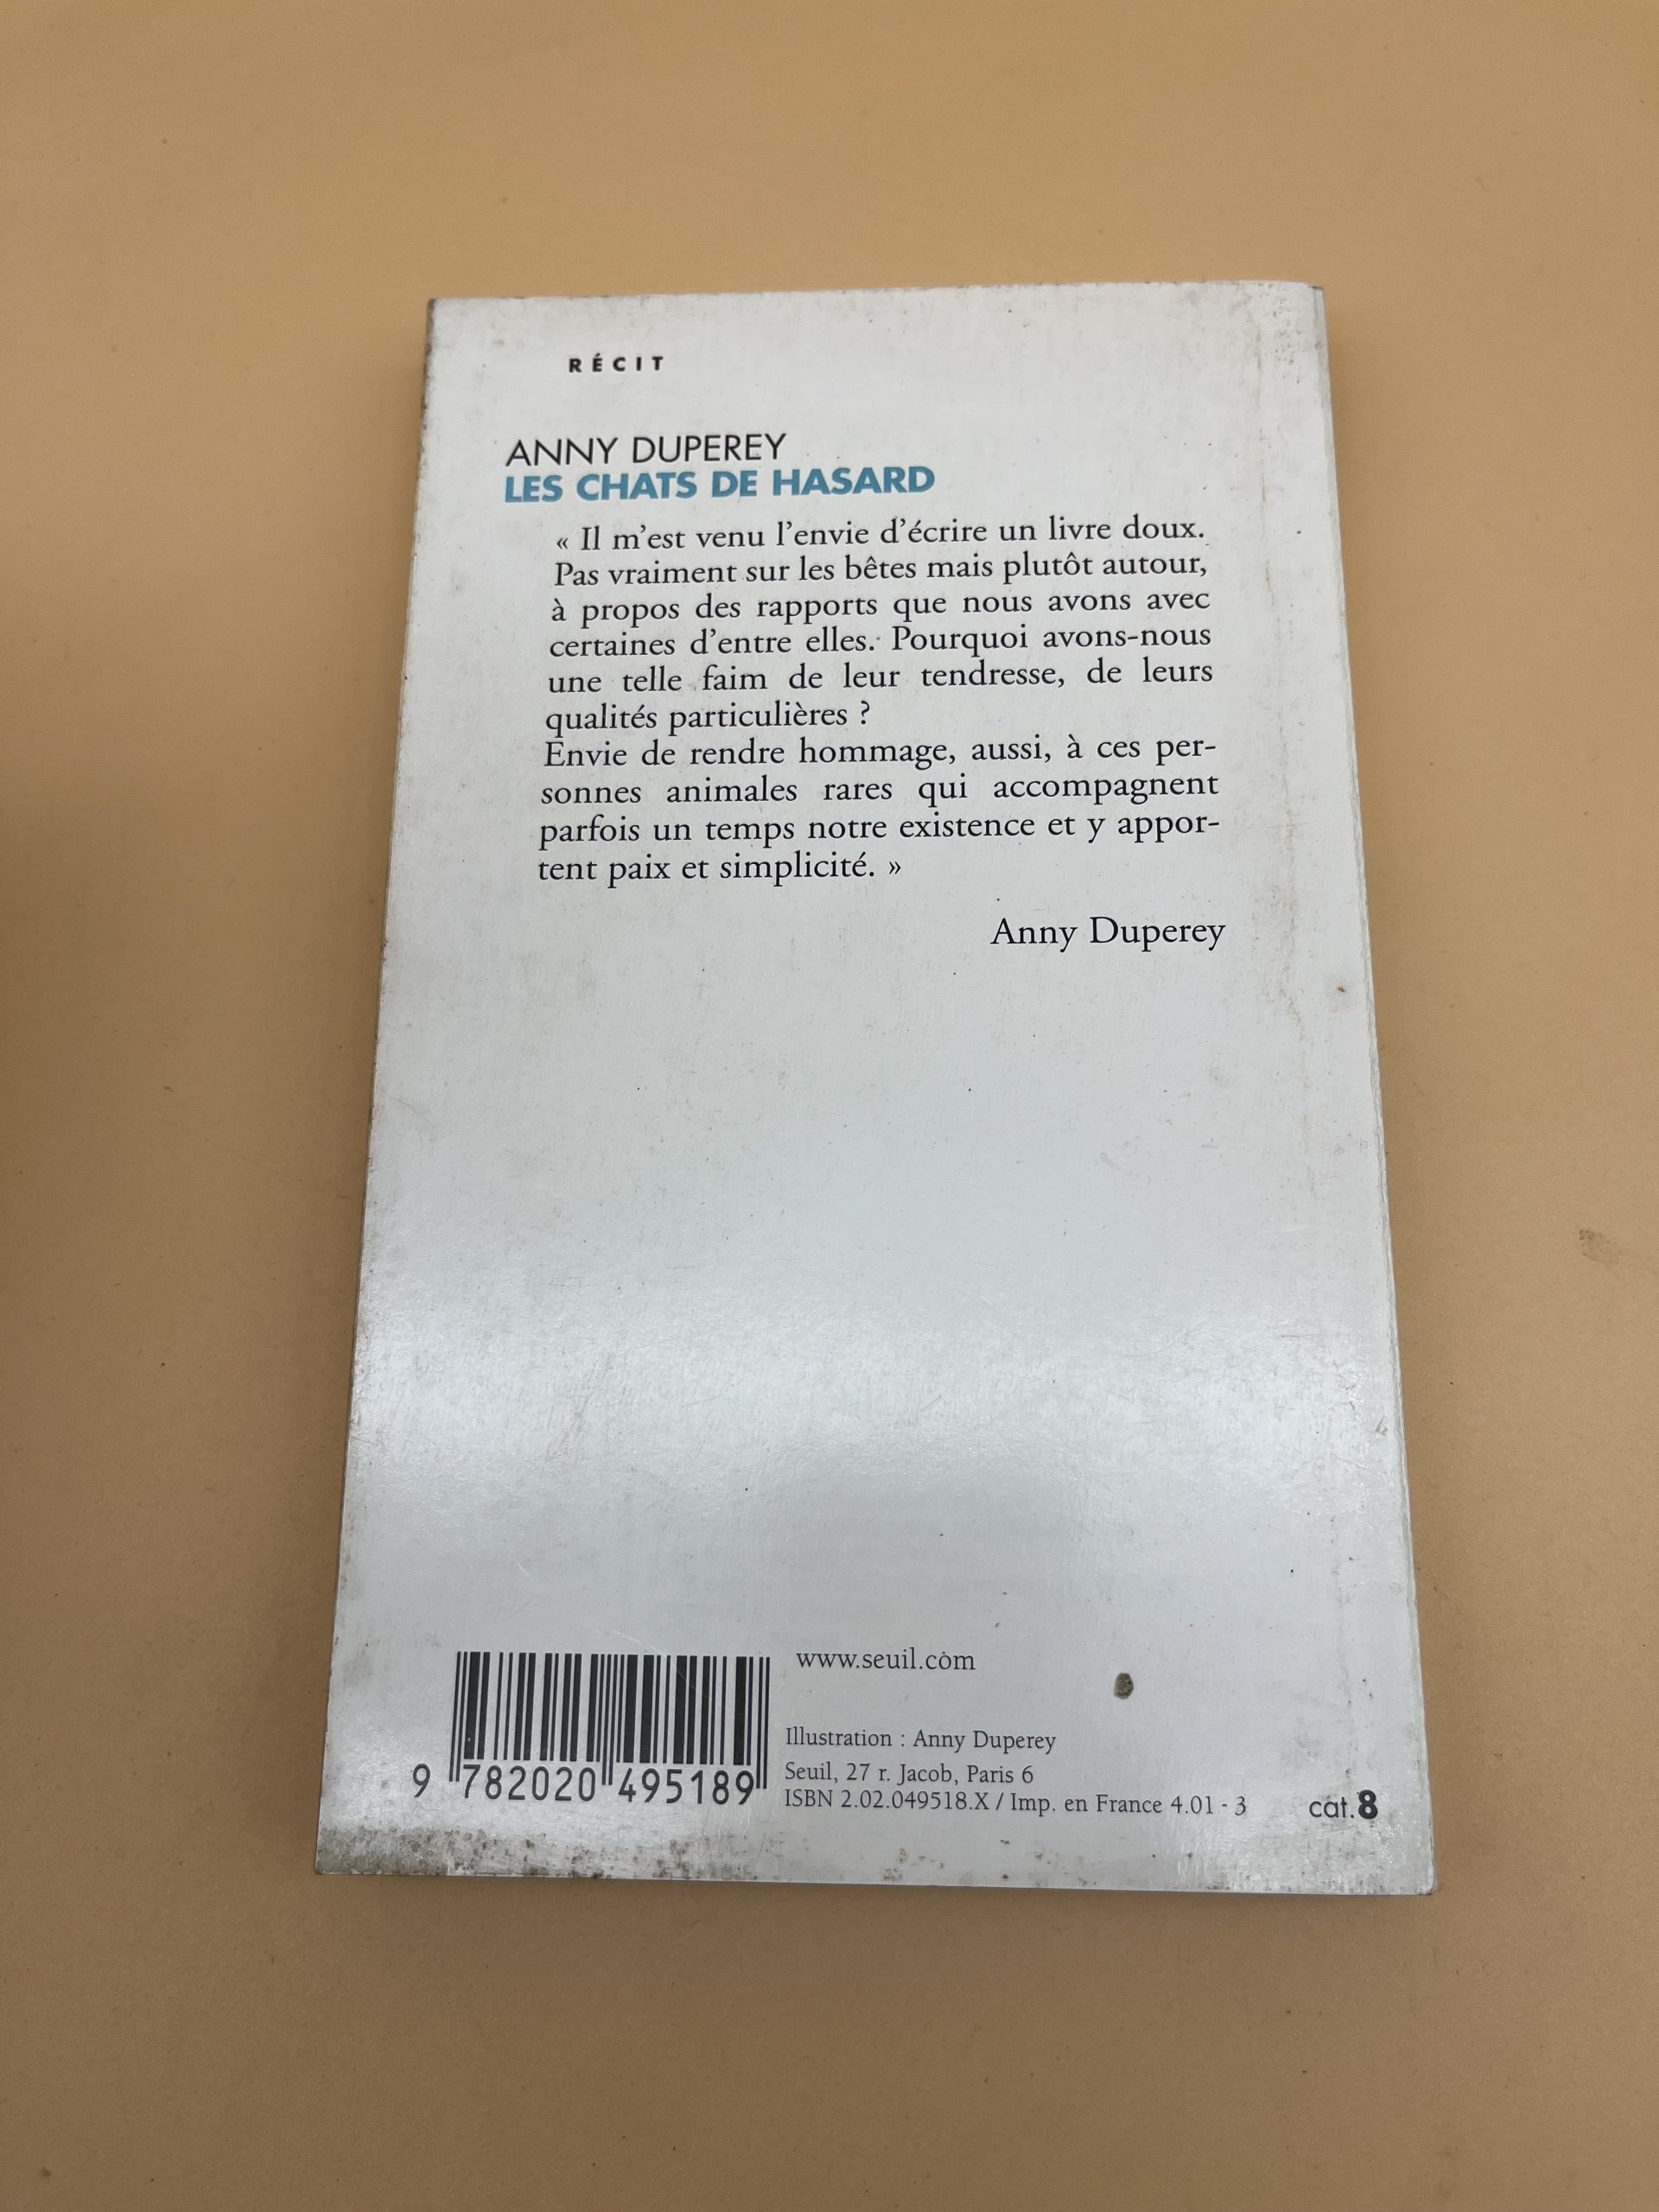 RÉCIT
ANNY DUPEREY
LES CHATS DE HASARD
« Il m'est venu l'envie d'écrire un livre doux.
Pas vraiment sur les bêtes mais plutôt autour,
à propos des rapports que nous avons avec
certaines d'entre elles. Pourquoi avons-nous
une telle faim de leur tendresse, de leurs
qualités particulières ?
Envie de rendre hommage, aussi, à ces per-
sonnes animales rares qui accompagnent
parfois un temps notre existence et y appor-
tent paix et simplicité. »
Anny Duperey
www.seuil.com
Illustration : Anny Duperey
Seuil, 27 r. Jacob, Paris 6
ISBN 2.02.049518.X / Imp. en France 4.01 - 3
9 782020 495189
cat.8